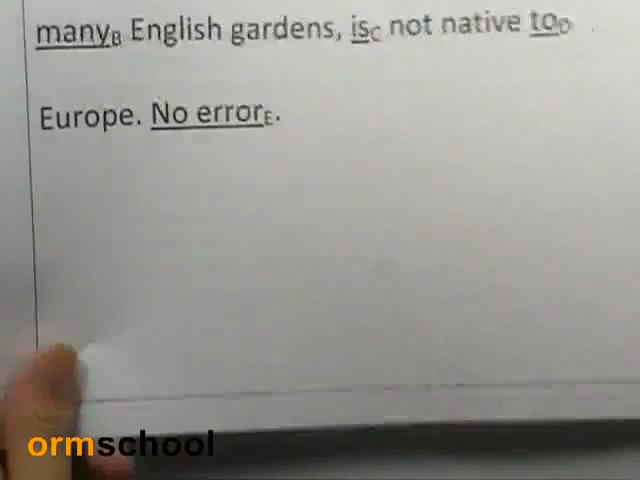 manyB English gardens, isC not native toD
Europe. No errorE.
ormschool